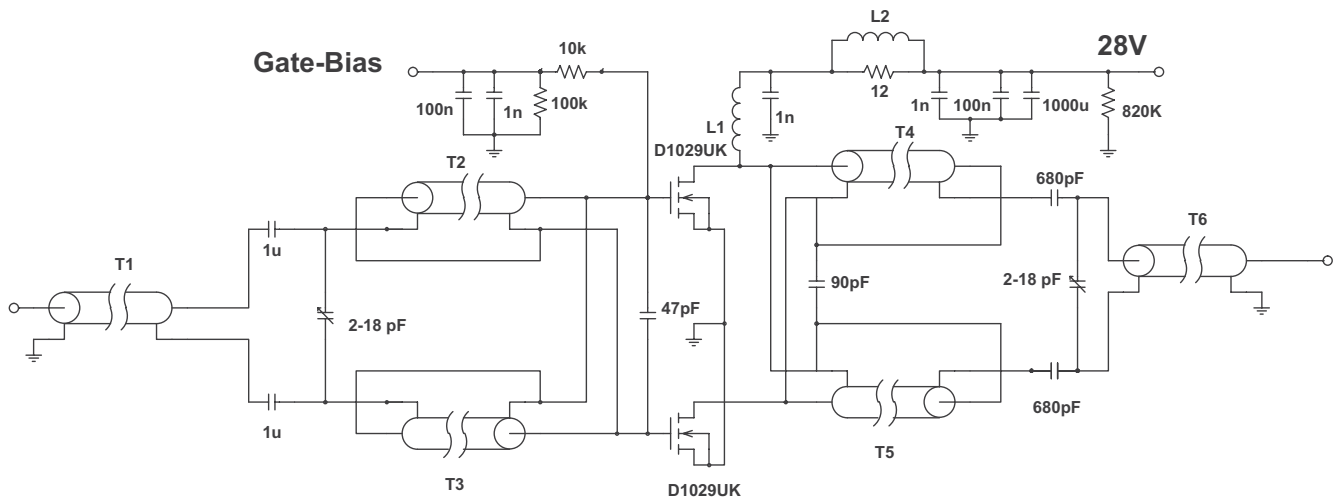 L2
Gate-Bias
10k
28V
100n
1n
100k
12
1n
100n
1000u
820K
L1
1n
D1029UK
T4
T2
680pF
T6
1u
T1
2-18 pF
47pF
90pF
2-18 pF
1u
680pF
T3
T5
D1029UK